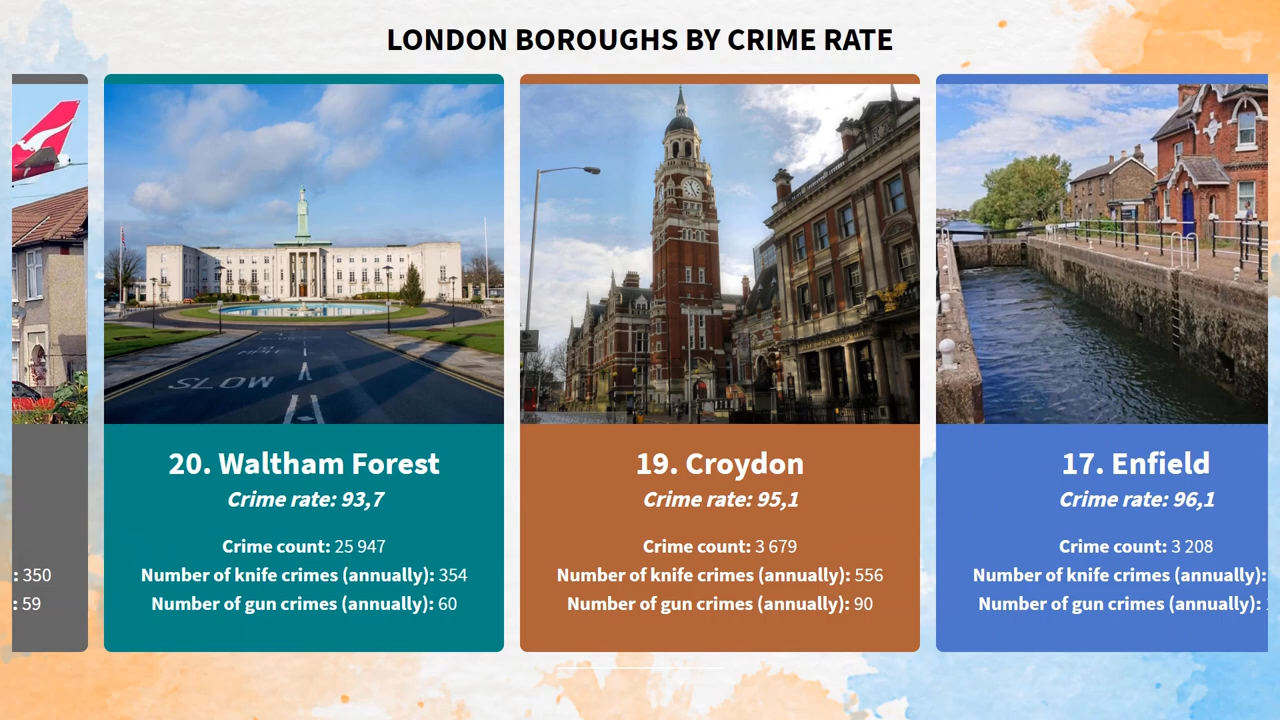 LONDON BOROUGHS BY CRIME RATE
: 350
: 59
SLOW
20. Waltham Forest
Crime rate: 93,7
Crime count: 25 947
Number of knife crimes (annually): 354
Number of gun crimes (annually): 60
19. Croydon
Crime rate: 95,1
Crime count: 3 679
Number of knife crimes (annually): 556
Number of gun crimes (annually): 90
17. Enfield
Crime rate: 96,1
Crime count: 3 208
Number of knife crimes (annually):
Number of gun crimes (annually):